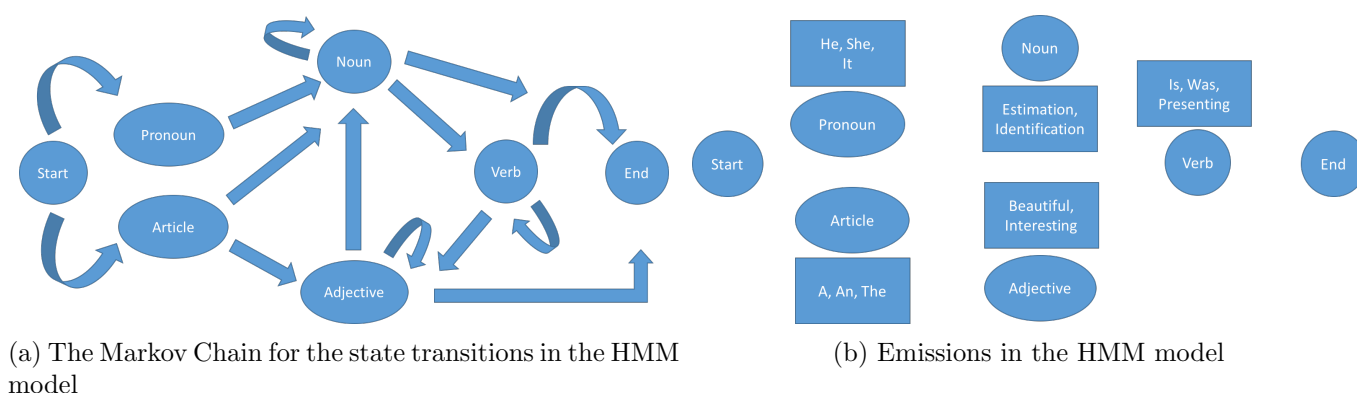 Noun
Pronoun
Start
Article
Verb
End
Adjective
(a) The Markov Chain for the state transitions in the HMM
model
He, She,
It
Pronoun
Noun
Estimation,
Identification
Is, Was,
Presenting
Start
Verb
End
Article
A, An, The
Beautiful,
Interesting
Adjective
(b) Emissions in the HMM model